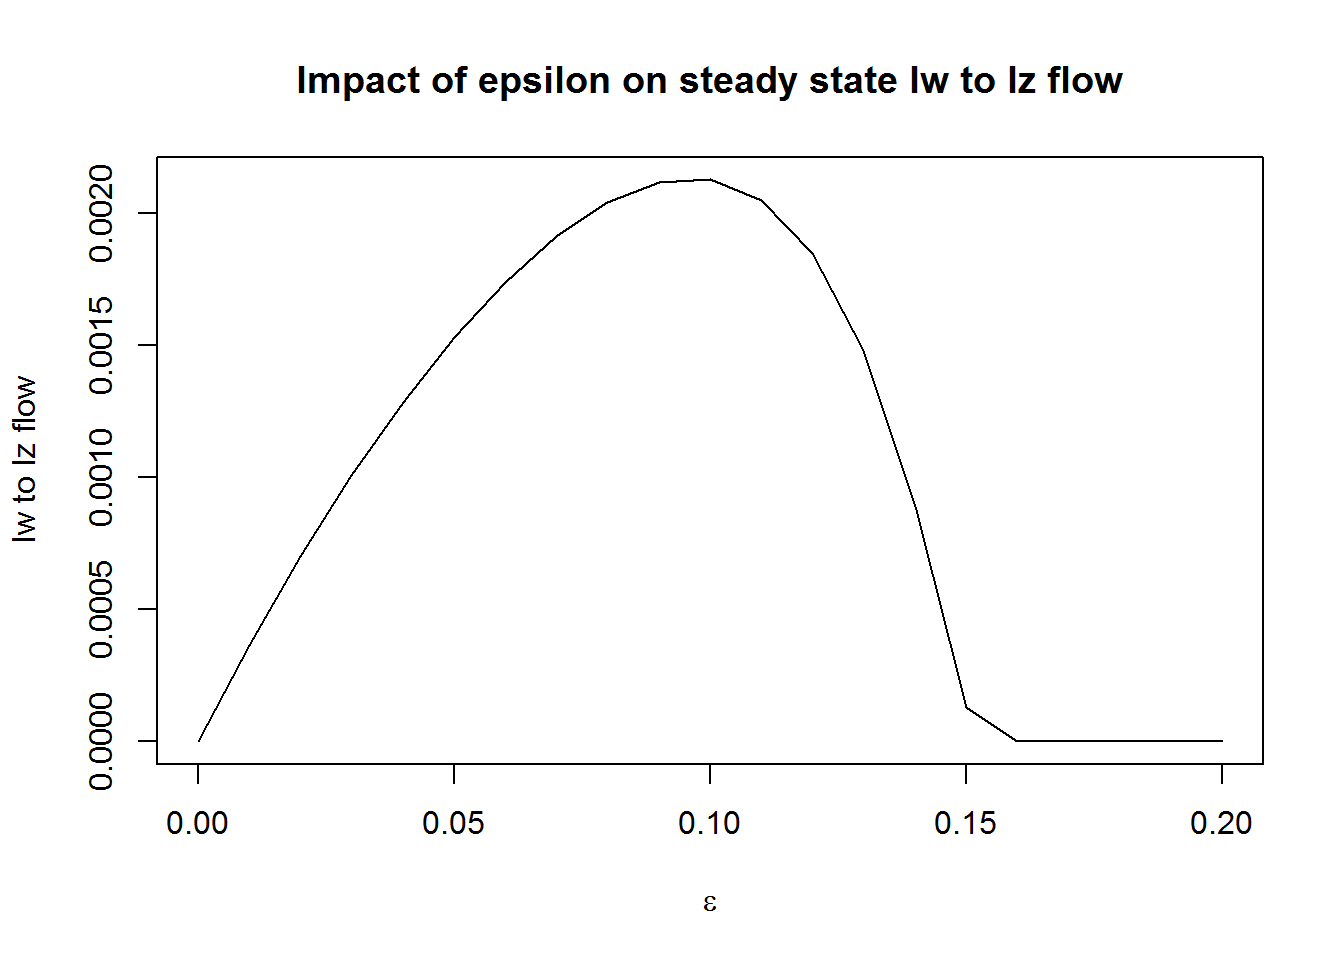 Impact of epsilon on steady state Iw to Iz flow
Iw to Iz flow
0.0020
0.0015
0.0010
0.0005
0.0000
0.00 0.05 0.10 0.15 0.20
ε